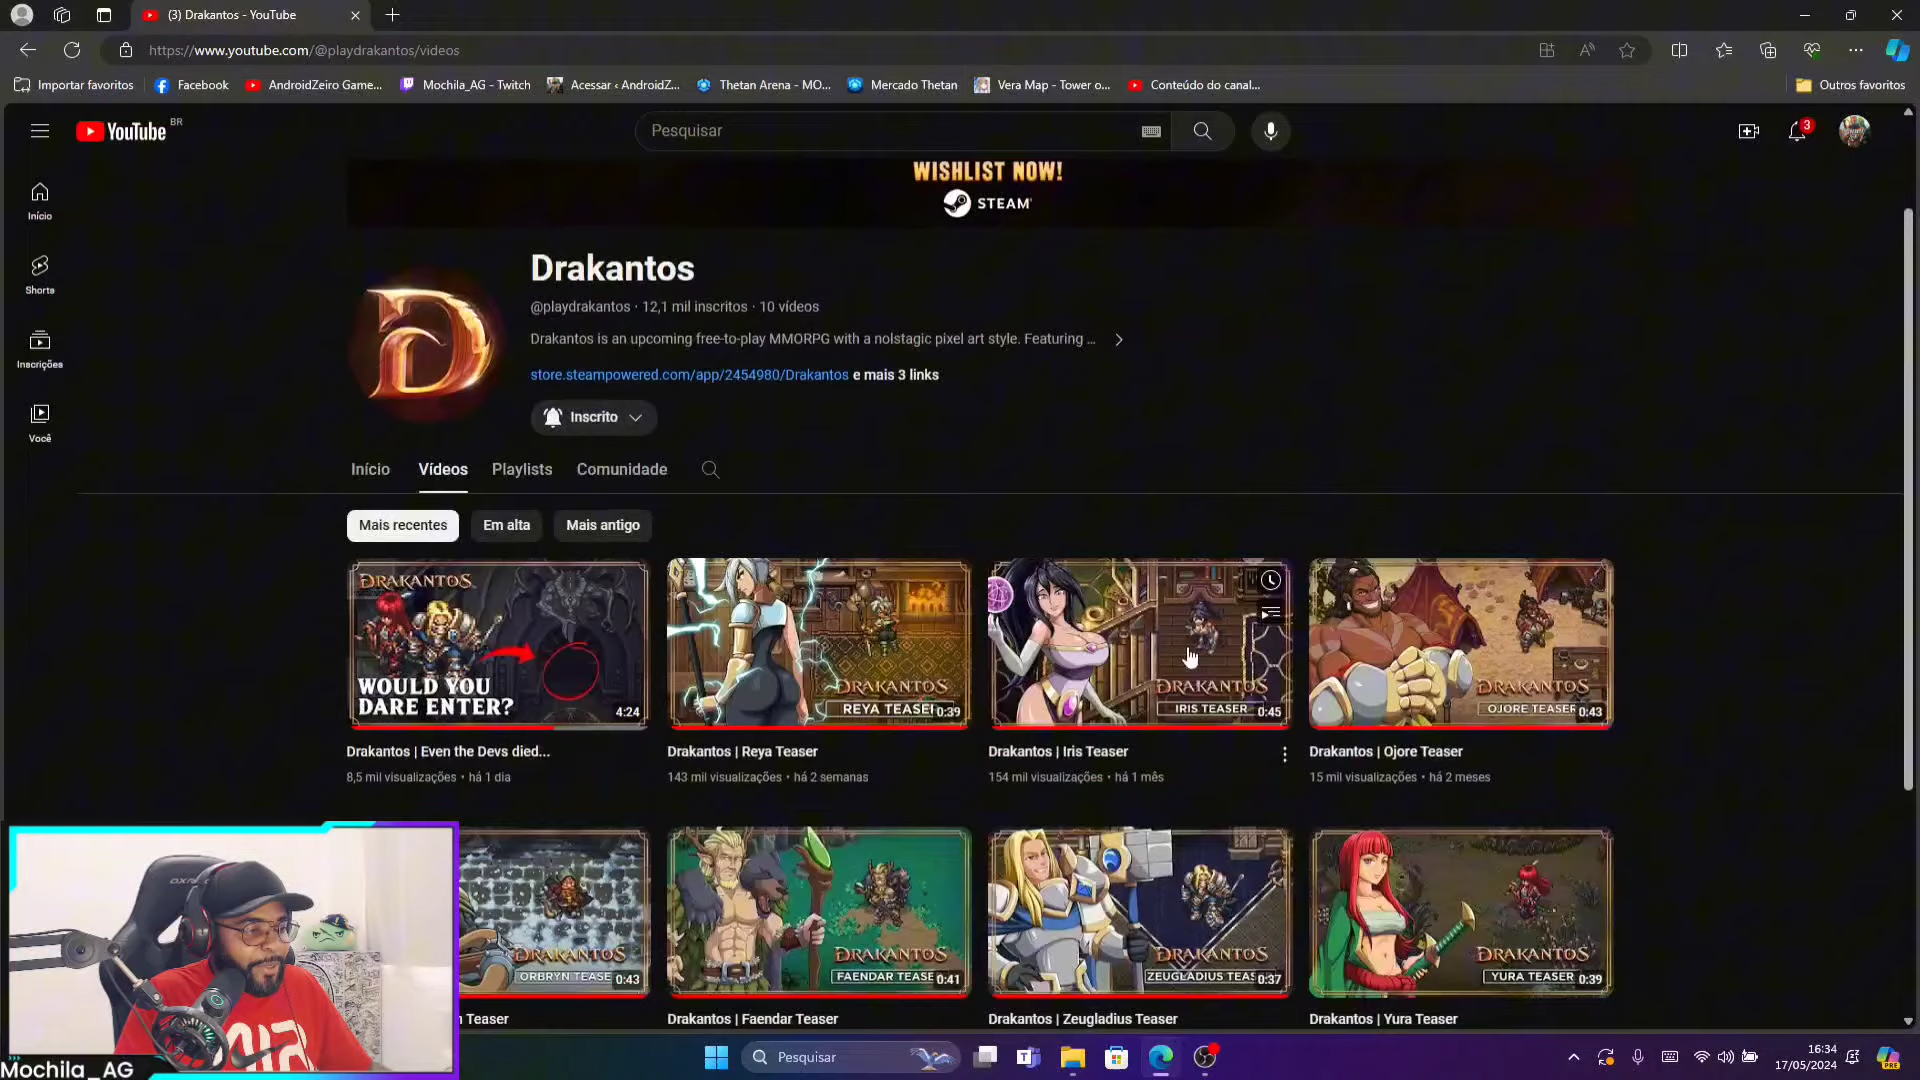 (3) Drakantos - YouTube
https://www.youtube.com/@playdrakantos/videos
Importar favoritos
Facebook
AndroidZeiro Game...
Mochila_AG - Twitch
Acessar ‹ AndroidZ...
Thetan Arena - MO...
Mercado Thetan
Vera Map - Tower o...
Conteúdo do canal...
Outros favoritos
YouTube BR
Pesquisar
3
WISHLIST NOW!
STEAM
Início
Shorts
Inscrições
Você
Drakantos
@playdrakantos · 12,1 mil inscritos · 10 vídeos
Drakantos is an upcoming free-to-play MMORPG with a nolstagic pixel art style. Featuring ...
store.steampowered.com/app/2454980/Drakantos e mais 3 links
Inscrito
Início Vídeos Playlists Comunidade
Mais recentes Em alta Mais antigo
DRAKANTOS
WOULD YOU
DARE ENTER?
4:24
DRAKANTOS
REYA TEASER
0:39
DRAKANTOS
IRIS TEASER
0:45
DRAKANTOS
OJORE TEASER
0:43
Drakantos | Even the Devs died...
8,5 mil visualizações • há 1 dia
Drakantos | Reya Teaser
143 mil visualizações • há 2 semanas
Drakantos | Iris Teaser
154 mil visualizações • há 1 mês
Drakantos | Ojore Teaser
15 mil visualizações • há 2 meses
DRAKANTOS
ORBRYN TEASE
0:43
DRAKANTOS
FAENDAR TEASE
0:41
DRAKANTOS
ZEUGLADIUS TEAS
0:37
DRAKANTOS
YURA TEASER
0:39
n Teaser
Drakantos | Faendar Teaser
Drakantos | Zeugladius Teaser
Drakantos | Yura Teaser
Mochila_AG
Pesquisar
16:34
17/05/2024